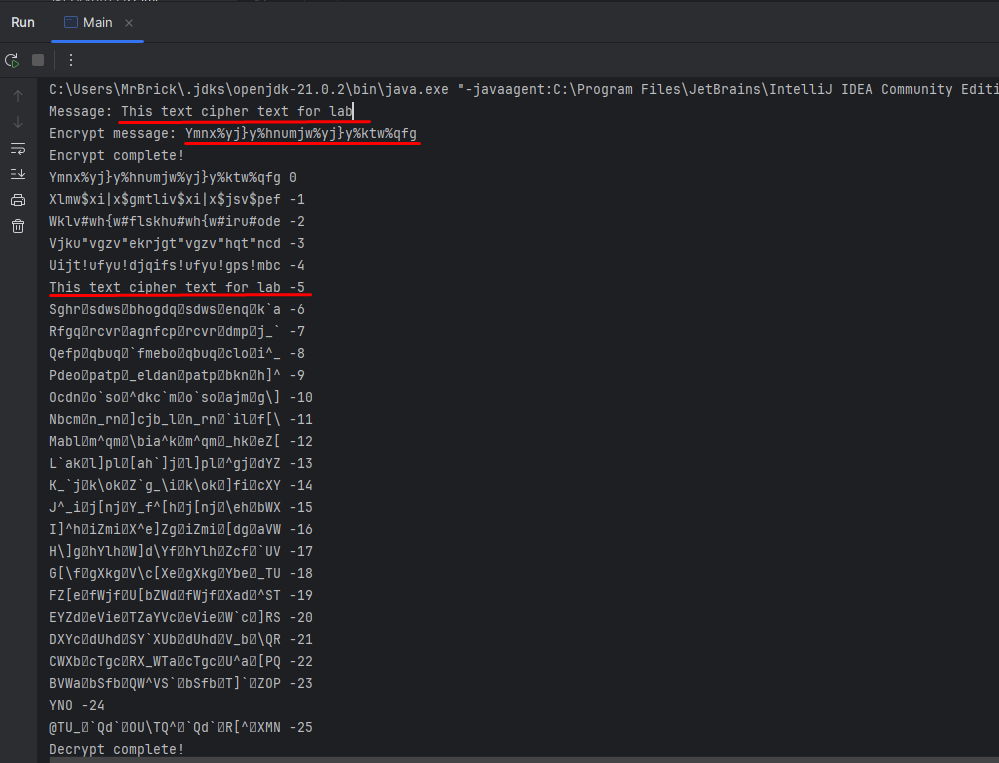 Run Main
C:\Users\MrBrick\.jdks\openjdk-21.0.2\bin\java.exe "-javaagent:C:\Program Files\JetBrains\IntelliJ IDEA Community Editi
Message: This text cipher text for lab
Encrypt message: Ymnx%yj}y%hnumjw%yj}y%ktw%qfg
Encrypt complete!
Ymnx%yj}y%hnumjw%yj}y%ktw%qfg 0
Xlmw$xi|x$gmtliv$xi|x$jsv$pef -1
Wklv#wh{w#flskhu#wh{w#iru#ode -2
Vjku"vgzv"ekrjgt"vgzv"hqt"ncd -3
Uijt!ufyu!djqifs!ufyu!gps!mbc -4
This text cipher text for lab -5
Sghr␟sdws␟bhogdq␟sdws␟enq␟k`a -6
Rfgq␞rcvr␞agnfcp␞rcvr␞dmp␞j_` -7
Qefp␝qbuq␝`fmebo␝qbuq␝clo␝i^_ -8
Pdeo␜patp␜_eldan␜patp␜bkn␜h]^ -9
Ocdn␛o`so␛^dkc`m␛o`so␛ajm␛g\] -10
Nbcm␚n_rn␚]cjb_l␚n_rn␚`il␚f[\ -11
Mabl␙m^qm␙\bia^k␙m^qm␙_hk␙eZ[ -12
L`ak␘l]pl␘[ah`]j␘l]pl␘^gj␘dYZ -13
K_`j␗k\ok␗Z`g_\i␗k\ok␗]fi␗cXY -14
J^_i␖j[nj␖Y_f^[h␖j[nj␖\eh␖bWX -15
I]^h␕iZmi␕X^e]Zg␕iZmi␕[dg␕aVW -16
H\]g␔hYlh␔W]d\Yf␔hYlh␔Zcf␔`UV -17
G[\f␓gXkg␓V\c[Xe␓gXkg␓Ybe␓_TU -18
FZ[e␒fWjf␒U[bZWd␒fWjf␒Xad␒^ST -19
EYZd␑eVie␑TZaYVc␑eVie␑W`c␑]RS -20
DXYc␐dUhd␐SY`XUb␐dUhd␐V_b␐\QR -21
CWXb␏cTgc␏RX_WTa␏cTgc␏U^a␏[PQ -22
BVWa␎bSfb␎QW^VS`␎bSfb␎T]`␎ZOP -23
YNO -24
@TU_␌`Qd`␌OU\TQ^␌`Qd`␌R[^␌XMN -25
Decrypt complete!